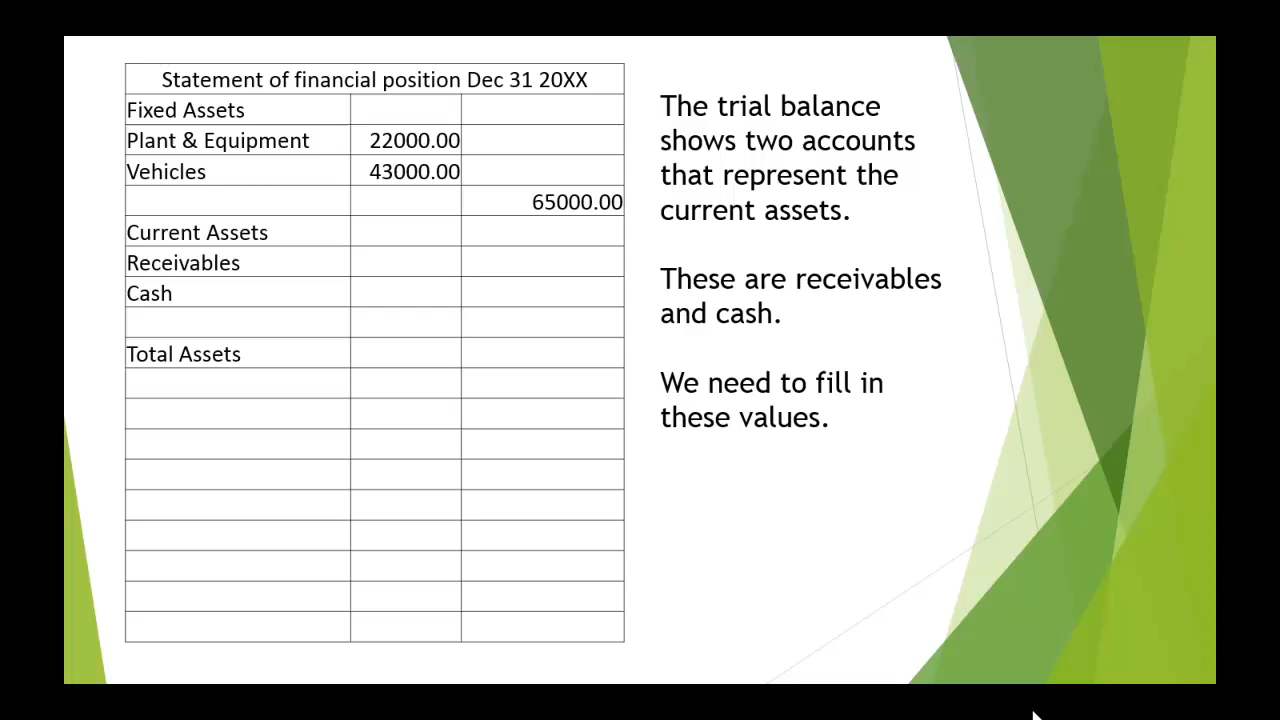 Statement of financial position Dec 31 20XX
Fixed Assets
Plant & Equipment 22000.00
Vehicles 43000.00
65000.00
Current Assets
Receivables
Cash
Total Assets
The trial balance
shows two accounts
that represent the
current assets.
These are receivables
and cash.
We need to fill in
these values.